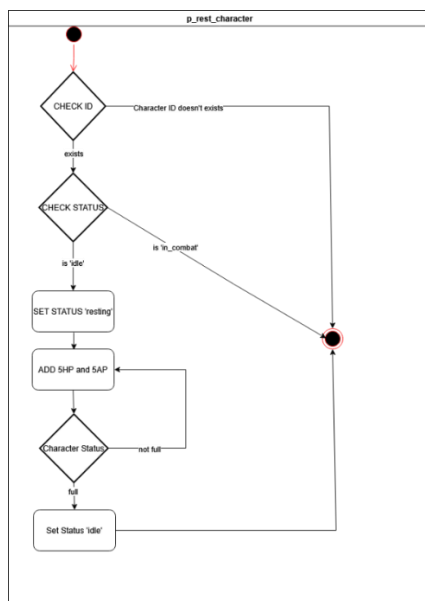 p_rest_character
CHECK ID
Character ID doesn't exists
exists
CHECK STATUS
is 'in_combat'
is 'idle'
SET STATUS 'resting'
ADD 5HP and 5AP
Character Status
not full
full
Set Status 'idle'